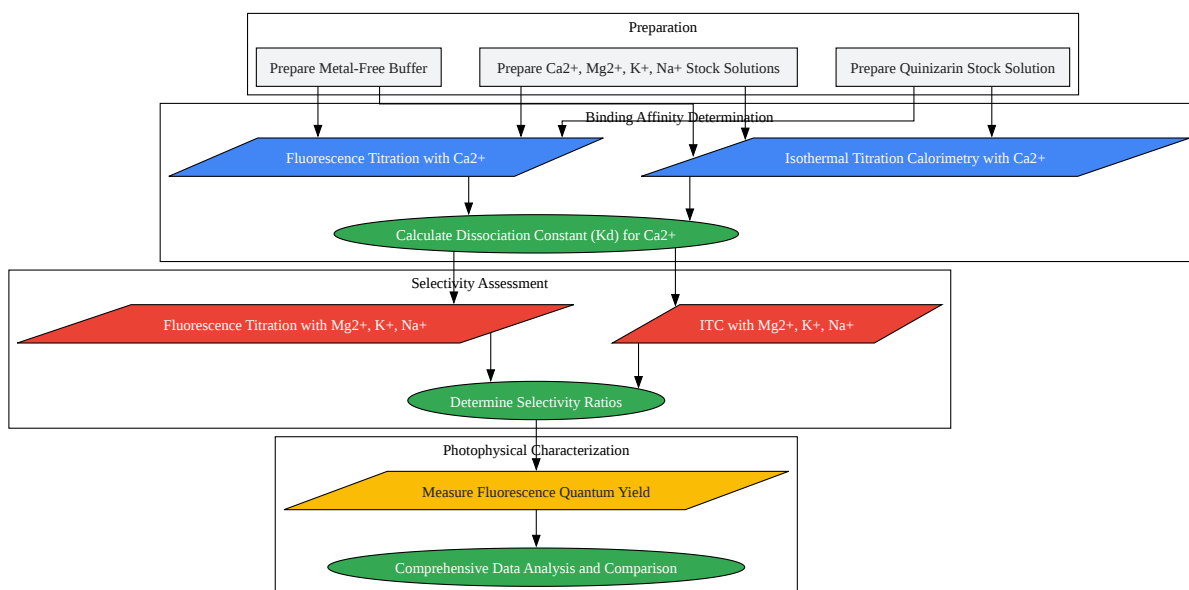 Preparation
Prepare Metal-Free Buffer
Prepare Ca2+, Mg2+, K+, Na+ Stock Solutions
Prepare Quinizarin Stock Solution
Binding Affinity Determination
Fluorescence Titration with Ca2+
Isothermal Titration Calorimetry with Ca2+
Calculate Dissociation Constant (Kd) for Ca2+
Selectivity Assessment
Fluorescence Titration with Mg2+, K+, Na+
ITC with Mg2+, K+, Na+
Determine Selectivity Ratios
Photophysical Characterization
Measure Fluorescence Quantum Yield
Comprehensive Data Analysis and Comparison